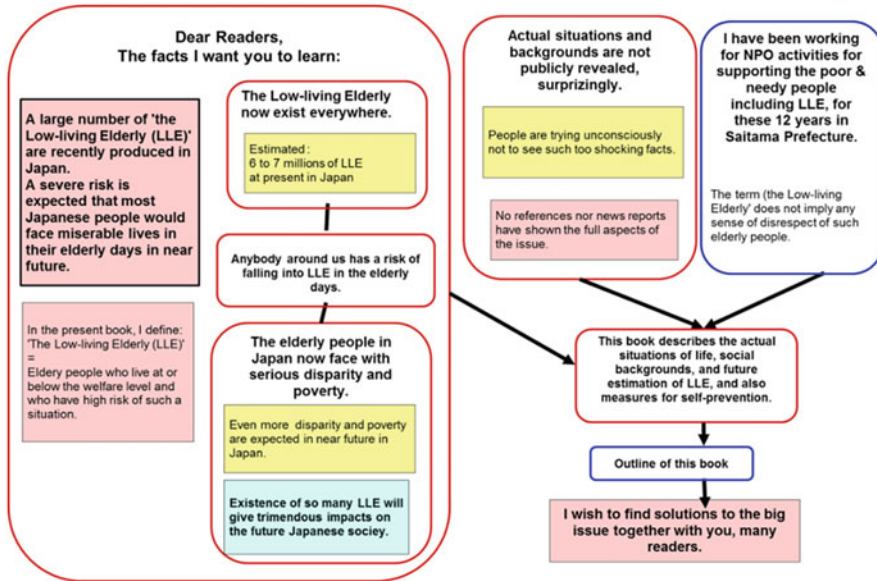 Dear Readers,
The facts I want you to learn:
A large number of 'the
Low-living Elderly (LLE)'
are recently produced in
Japan.
A severe risk is
expected that most
Japanese people would
face miserable lives in
their elderly days in near
future.
In the present book, I define:
'The Low-living Elderly (LLE)'
=
Eldery people who live at or
below the welfare level and
who have high risk of such a
situation.
The Low-living Elderly
now exist everywhere.
Estimated :
6 to 7 millions of LLE
at present in Japan
Anybody around us has a risk of
falling into LLE in the elderly
days.
The elderly people in
Japan now face with
serious disparity and
poverty.
Even more disparity and poverty
are expected in near future in
Japan.
Existence of so many LLE will
give trimendous impacts on
the future Japanese sociey.
Actual situations and
backgrounds are not
publicly revealed,
surprizingly.
People are trying unconsciously
not to see such too shocking facts.
No references nor news reports
have shown the full aspects of
the issue.
I have been working
for NPO activities for
supporting the poor &
needy people
including LLE, for
these 12 years in
Saitama Prefecture.
The term (the Low-living
Elderly' does not imply any
sense of disrespect of such
elderly people.
This book describes the actual
situations of life, social
backgrounds, and future
estimation of LLE, and also
measures for self-prevention.
Outline of this book
I wish to find solutions to the big
issue together with you, many
readers.